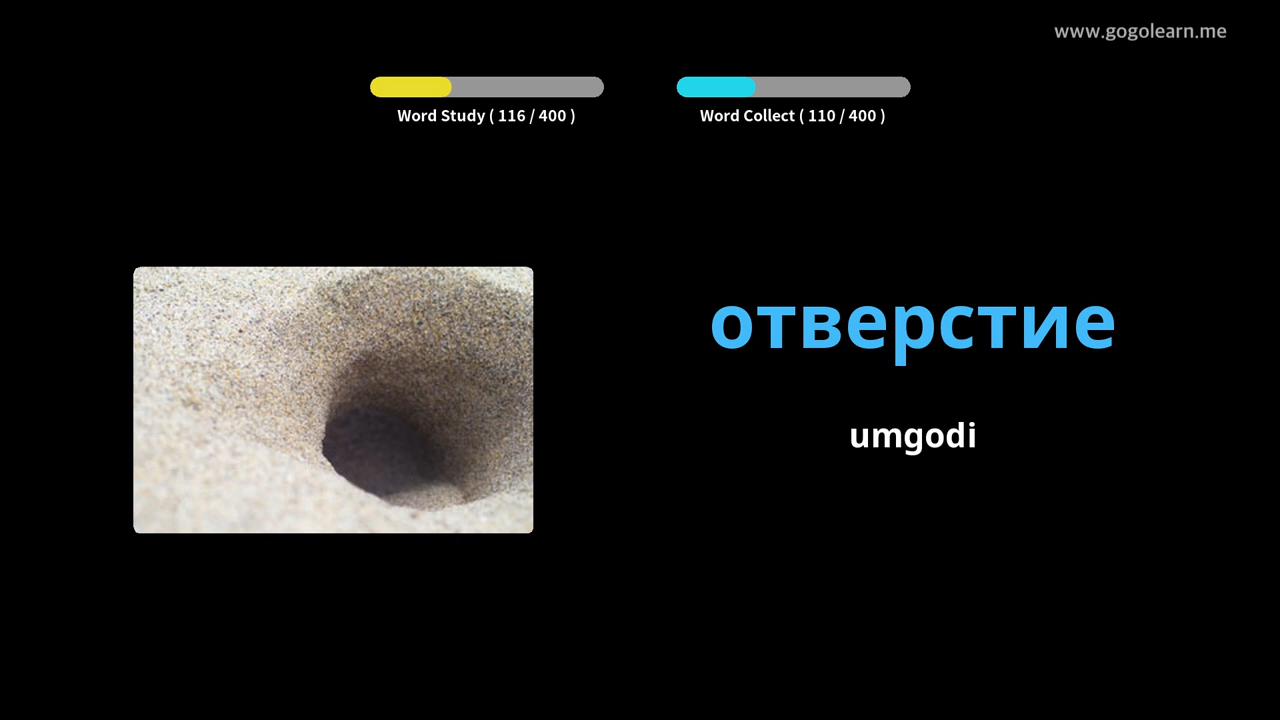 www.gogolearn.me
Word Study ( 116 / 400 )
Word Collect ( 110 / 400 )
отверстие
umgodi